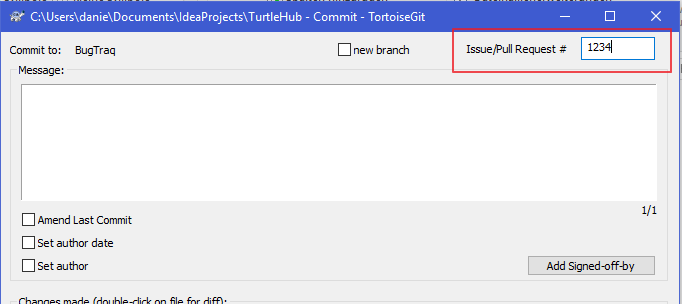 C:\Users\danie\Documents\IdeaProjects\TurtleHub - Commit - TortoiseGit
Commit to: BugTraq new branch Issue/Pull Request # 1234
Message:
1/1
Amend Last Commit
Set author date
Set author Add Signed-off-by
Changes made (double-click on file for diff):